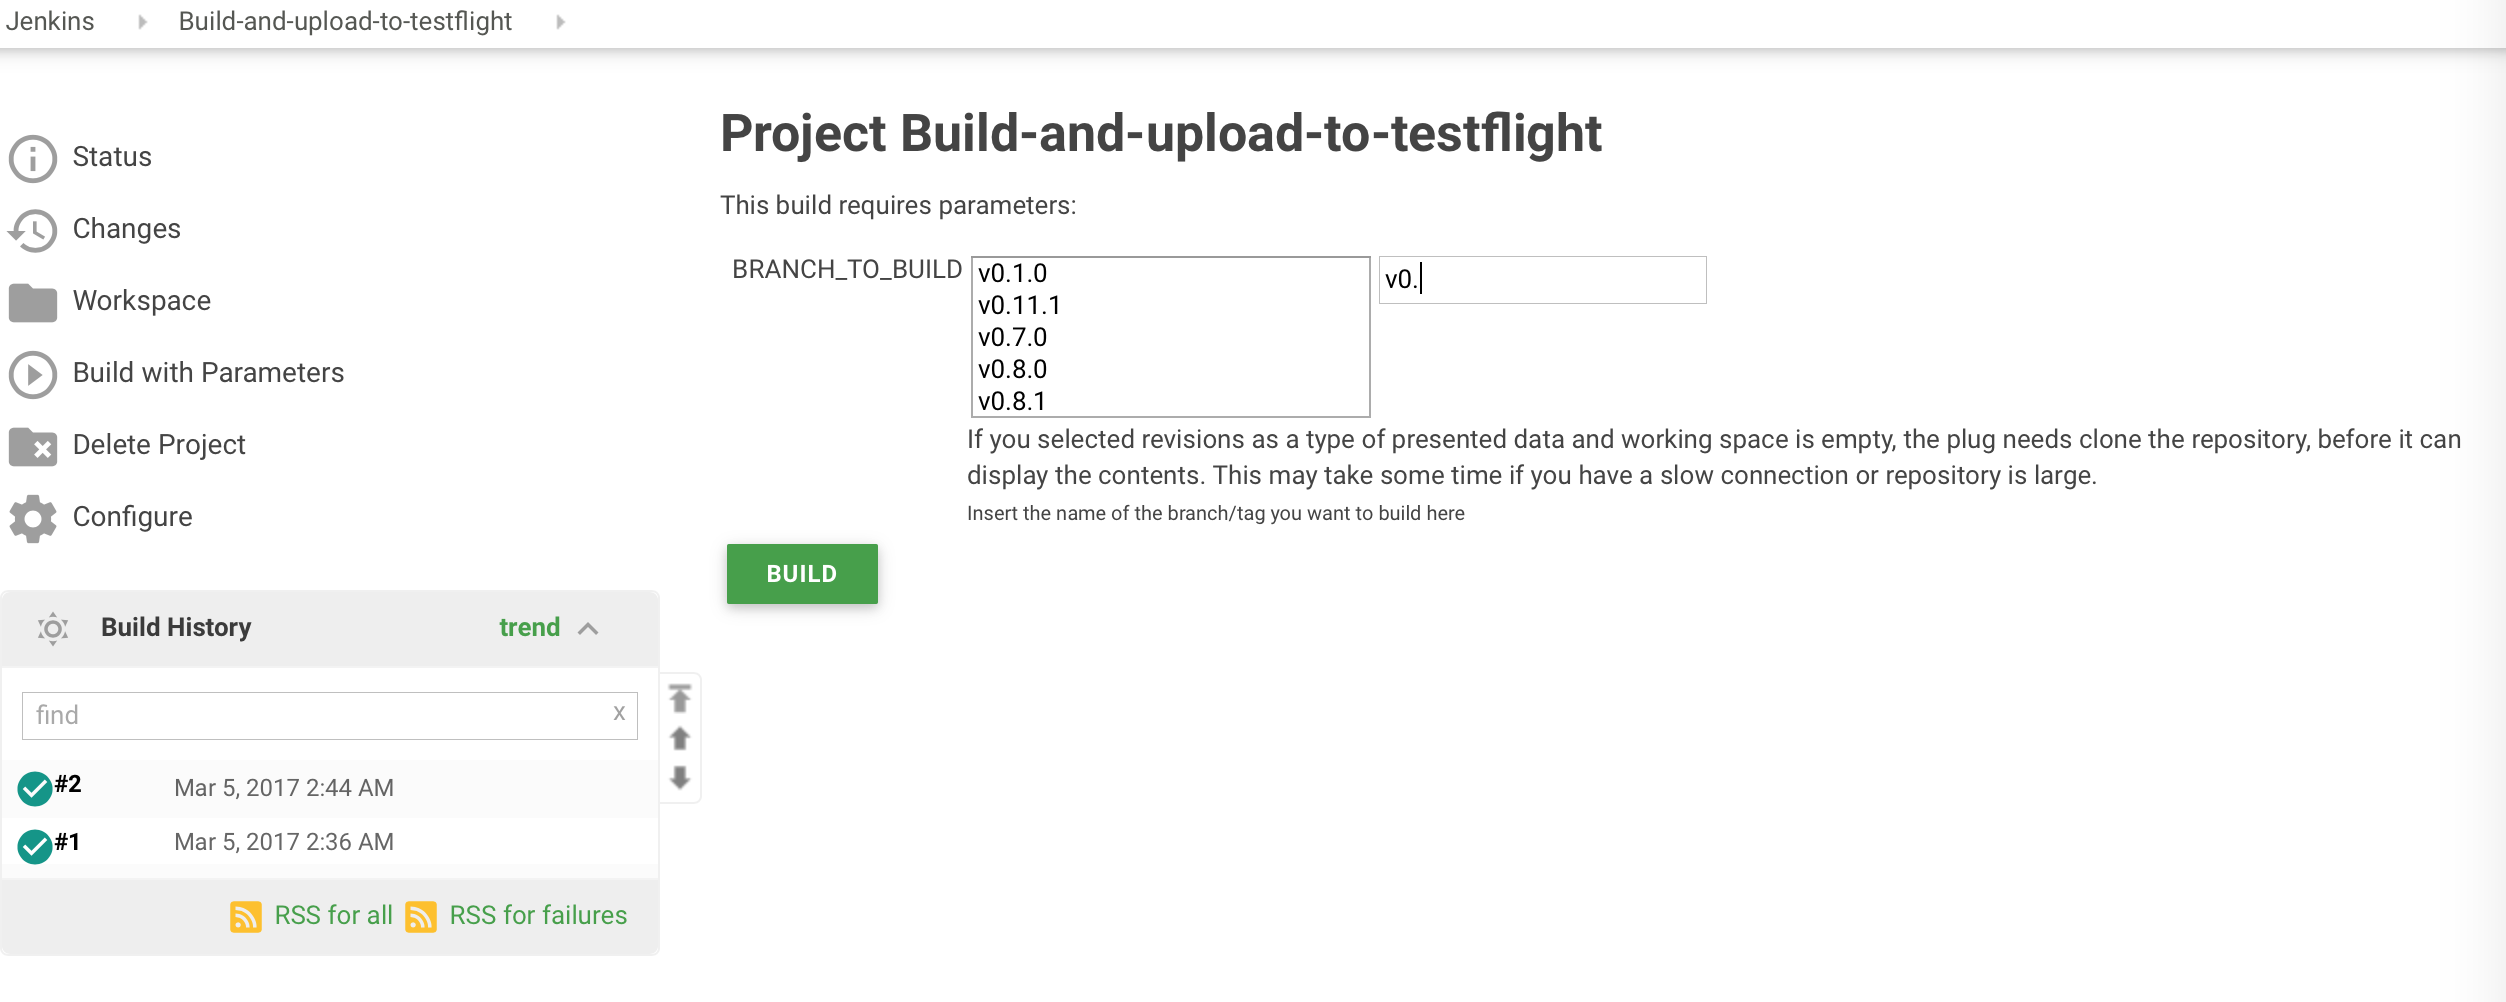 Jenkins Build-and-upload-to-testflight
Status
Changes
Workspace
Build with Parameters
Delete Project
Configure
Build History trend
find x
#2 Mar 5, 2017 2:44 AM
#1 Mar 5, 2017 2:36 AM
RSS for all RSS for failures
Project Build-and-upload-to-testflight
This build requires parameters:
BRANCH_TO_BUILD
v0.1.0
v0.11.1
v0.7.0
v0.8.0
v0.8.1
v0.
If you selected revisions as a type of presented data and working space is empty, the plug needs clone the repository, before it can
display the contents. This may take some time if you have a slow connection or repository is large.
Insert the name of the branch/tag you want to build here
BUILD